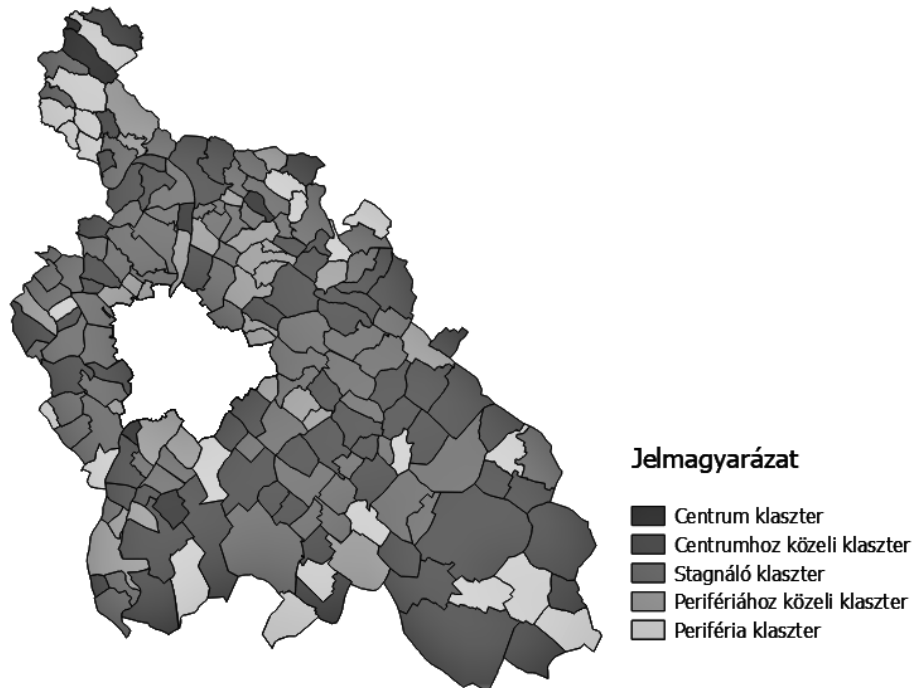 Jelmagyarázat
Centrum klaszter
Centrumhoz közeli klaszter
Stagnáló klaszter
Perifériához közeli klaszter
Periféria klaszter